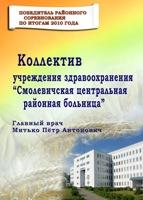 ПОБЕДИТЕЛЬ РАЙОННОГО
СОРЕВНОВАНИЯ
ПО ИТОГАМ 2010 ГОДА
Коллектив
учреждения здравоохранения
"Смолевичская центральная
районная больница"
Главный врач
Митько Пётр Антонович